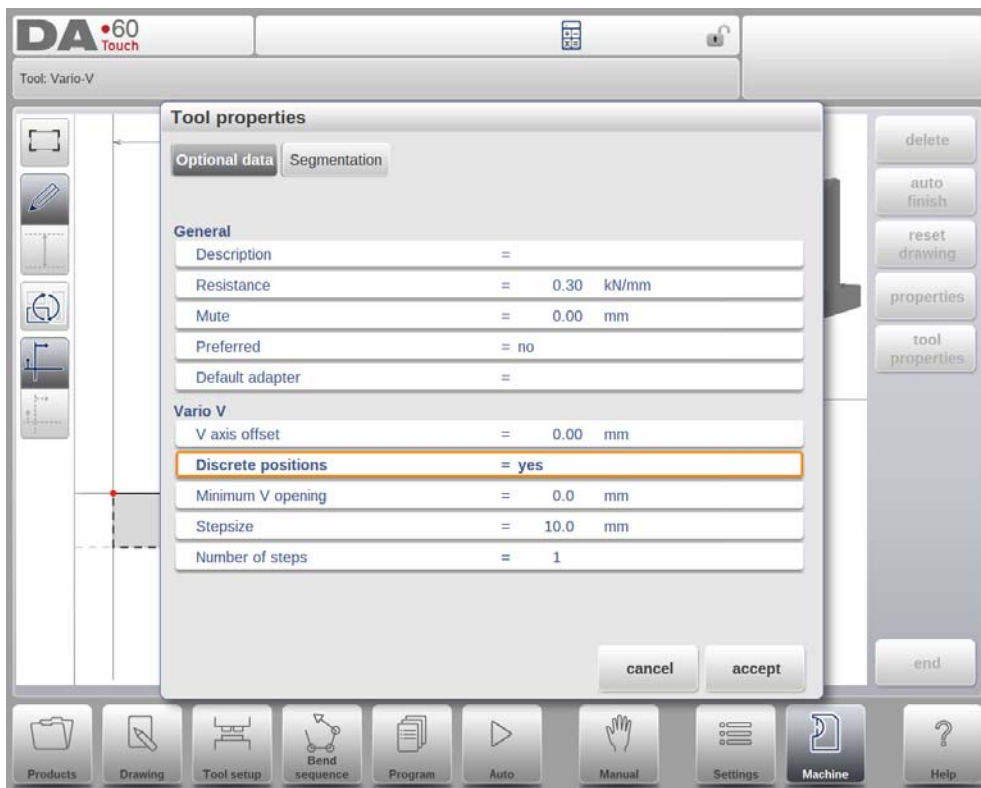 DA•60
Touch
Tool: Vario-V
Tool properties
Optional data Segmentation
General
Description =
Resistance = 0.30 kN/mm
Mute = 0.00 mm
Preferred = no
Default adapter =
Vario V
V axis offset = 0.00 mm
Discrete positions = yes
Minimum V opening = 0.0 mm
Stepsize = 10.0 mm
Number of steps = 1
cancel accept
delete
auto
finish
reset
drawing
properties
tool
properties
end
Products Drawing Tool setup Bend
sequence Program Auto Manual Settings Machine Help